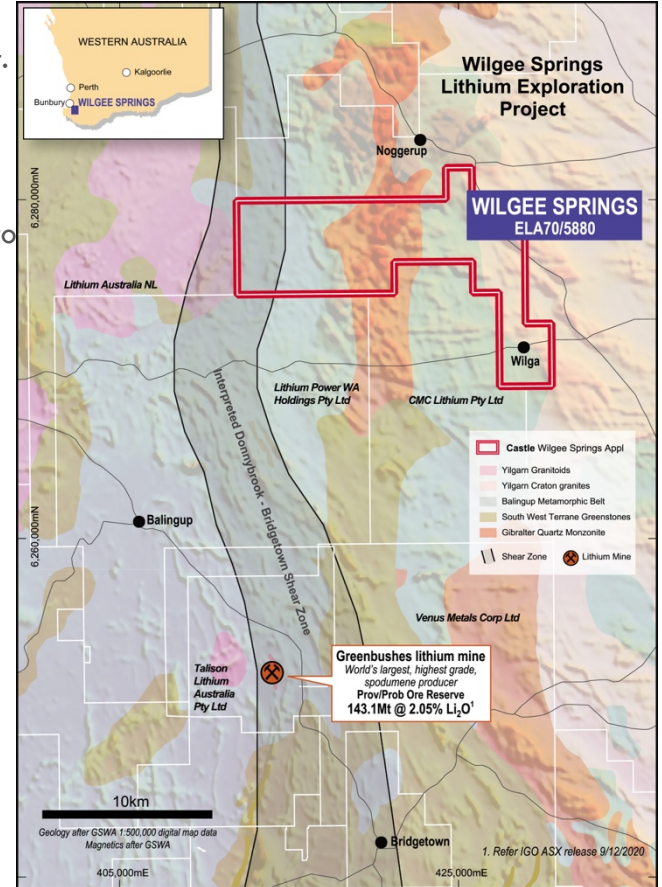 WESTERN AUSTRALIA
Kalgoorlie
Perth
Bunbury
WILGEE SPRINGS
Wilgee Springs
Lithium Exploration
Project
Noggerup
6,280,000mN
WILGEE SPRINGS
ELA70/5880
Lithium Australia NL
Wilga
Lithium Power WA
Holdings Pty Ltd
CMC Lithium Pty Ltd
Interpreted Donnybrook - Bridgetown Shear Zone
Castle Wilgee Springs Appl
Yilgarn Granitoids
Yilgarn Craton granites
Balingup Metamorphic Belt
South West Terrane Greenstones
Gibralter Quartz Monzonite
Shear Zone
Lithium Mine
Balingup
6,260,000mN
Venus Metals Corp Ltd
Greenbushes lithium mine
World's largest, highest grade,
spodumene producer
Prov/Prob Ore Reserve
143.1Mt @ 2.05% Li₂O¹
Talison
Lithium
Australia
Pty Ltd
10km
Geology after GSWA 1:500,000 digital map data
Magnetics after GSWA
Bridgetown
1. Refer IGO ASX release 9/12/2020
405,000mE
425,000mE